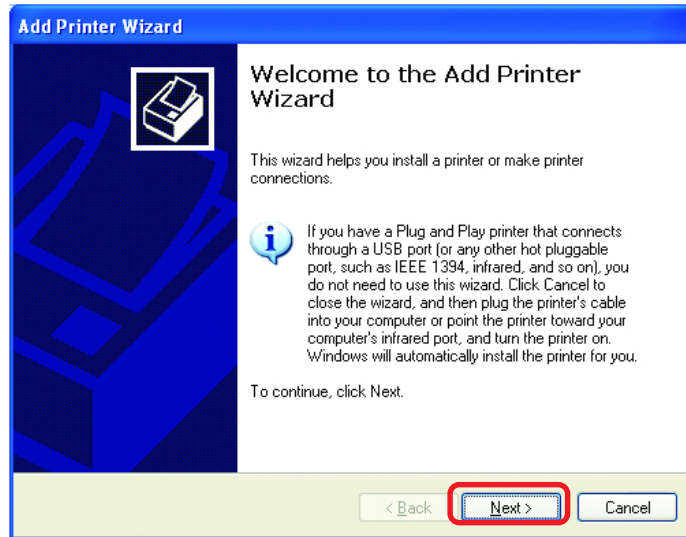 Add Printer Wizard
Welcome to the Add Printer
Wizard
This wizard helps you install a printer or make printer
connections.
If you have a Plug and Play printer that connects
through a USB port (or any other hot pluggable
port, such as IEEE 1394, infrared, and so on), you
do not need to use this wizard. Click Cancel to
close the wizard, and then plug the printer's cable
into your computer or point the printer toward your
computer's infrared port, and turn the printer on.
Windows will automatically install the printer for you.
To continue, click Next.
< Back Next > Cancel